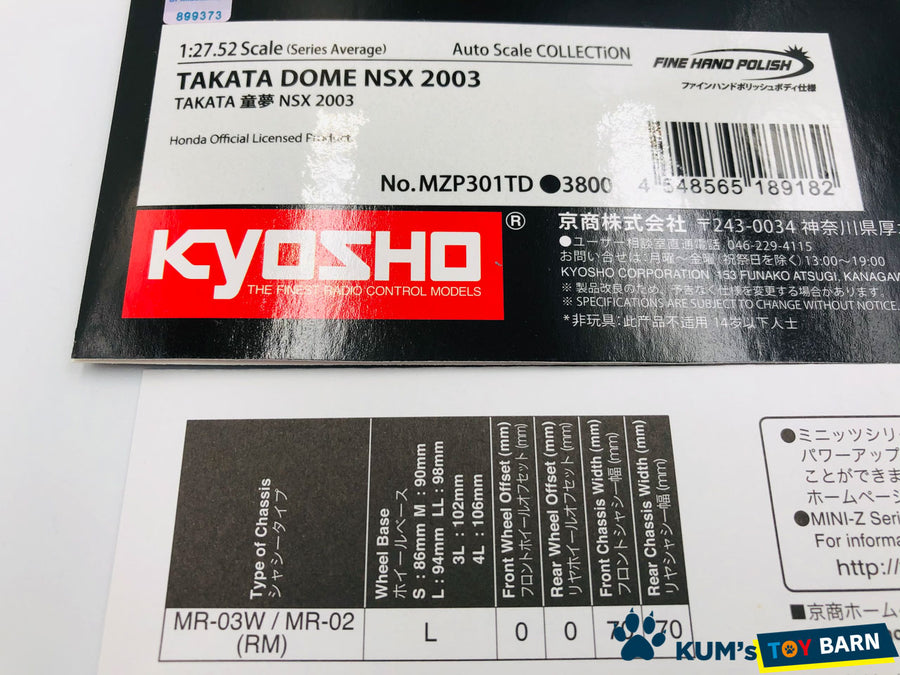 899373
1:27.52 Scale (Series Average)
Auto Scale COLLECTiON
TAKATA DOME NSX 2003
TAKATA 童夢 NSX 2003
Honda Official Licensed Product
FINE HAND POLISH
ファインハンドポリッシュボディ仕様
No.MZP301TD ●3800
4 548565 189182
KYOSHO ®
THE FINEST RADIO CONTROL MODELS
京商株式会社 〒243-0034 神奈川県厚
●ユーザー相談室直通電話 046-229-4115
お問い合せは:月曜~金曜(祝祭日を除く)13:00~19:00
KYOSHO CORPORATION 153 FUNAKO ATSUGI, KANAGAW
※ 製品改良のため、予告なく仕様を変更する場合があります。
※ SPECIFICATIONS ARE SUBJECT TO CHANGE WITHOUT NOTICE.
*非玩具:此产品不适用 14岁以下人士
Type of Chassis
シャシータイプ
Wheel Base
ホイールベース
S : 86mm M : 90mm
L : 94mm LL : 98mm
3L : 102mm
4L : 106mm
Front Wheel Offset (mm)
フロントホイールオフセット(mm)
Rear Wheel Offset (mm)
リヤホイールオフセット(mm)
Front Chassis Width (mm)
フロントシャシー幅(mm)
Rear Chassis Width (mm)
リヤシャシー幅(mm)
MR-03W / MR-02
(RM)
L
0
0
70
●ミニッツシリ
パワーアップ
ことができま
ホームページ
●MINI-Z Seri
For informa
http://
■京商ホーム
KUM's TOY BARN